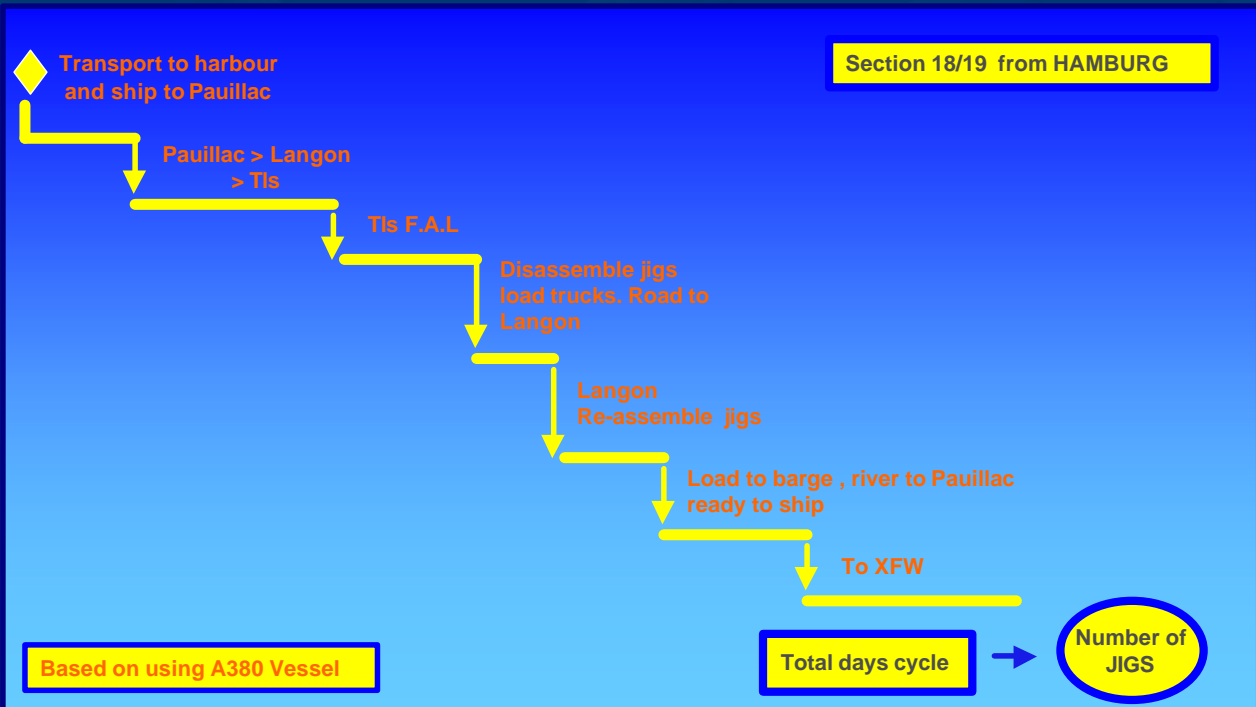 Transport to harbour
and ship to Pauillac
Section 18/19 from HAMBURG
Pauillac > Langon
> Tls
Tls F.A.L
Disassemble jigs
load trucks. Road to
Langon
Langon
Re-assemble jigs
Load to barge , river to Pauillac
ready to ship
To XFW
Based on using A380 Vessel
Total days cycle
Number of
JIGS